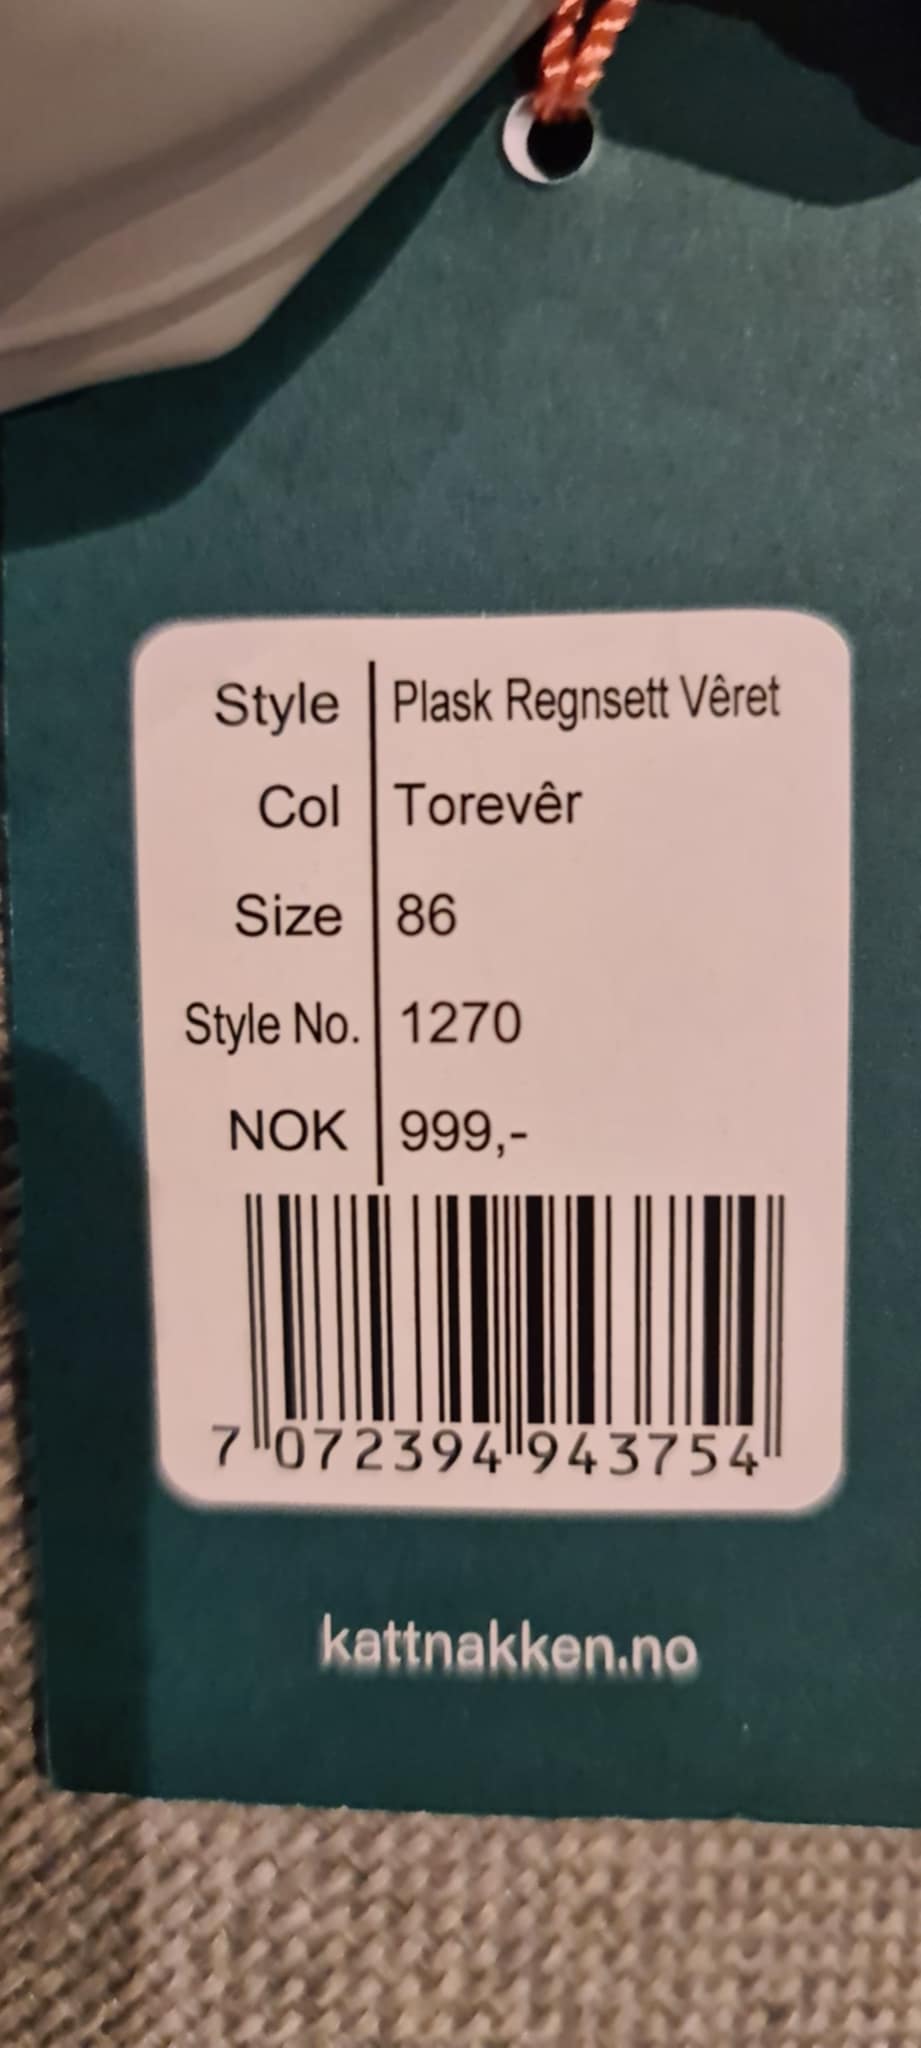 Style Plask Regnsett Vêret
Col Torevêr
Size 86
Style No. 1270
NOK 999,-
7 072394 943754
kattnakken.no